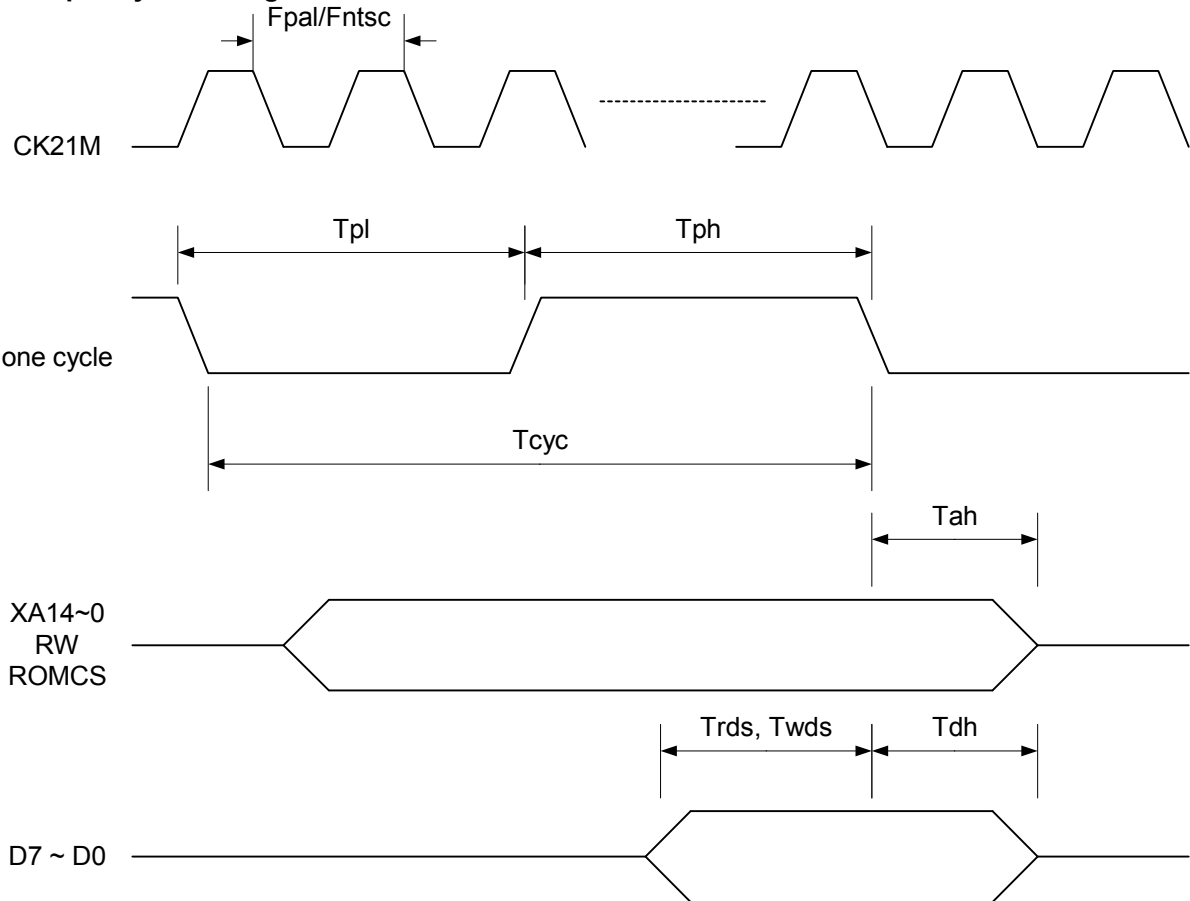 Fpal/Fntsc
CK21M
Tpl
Tph
one cycle
Tcyc
Tah
XA14~0
RW
ROMCS
Trds, Twds
Tdh
D7 ~ D0